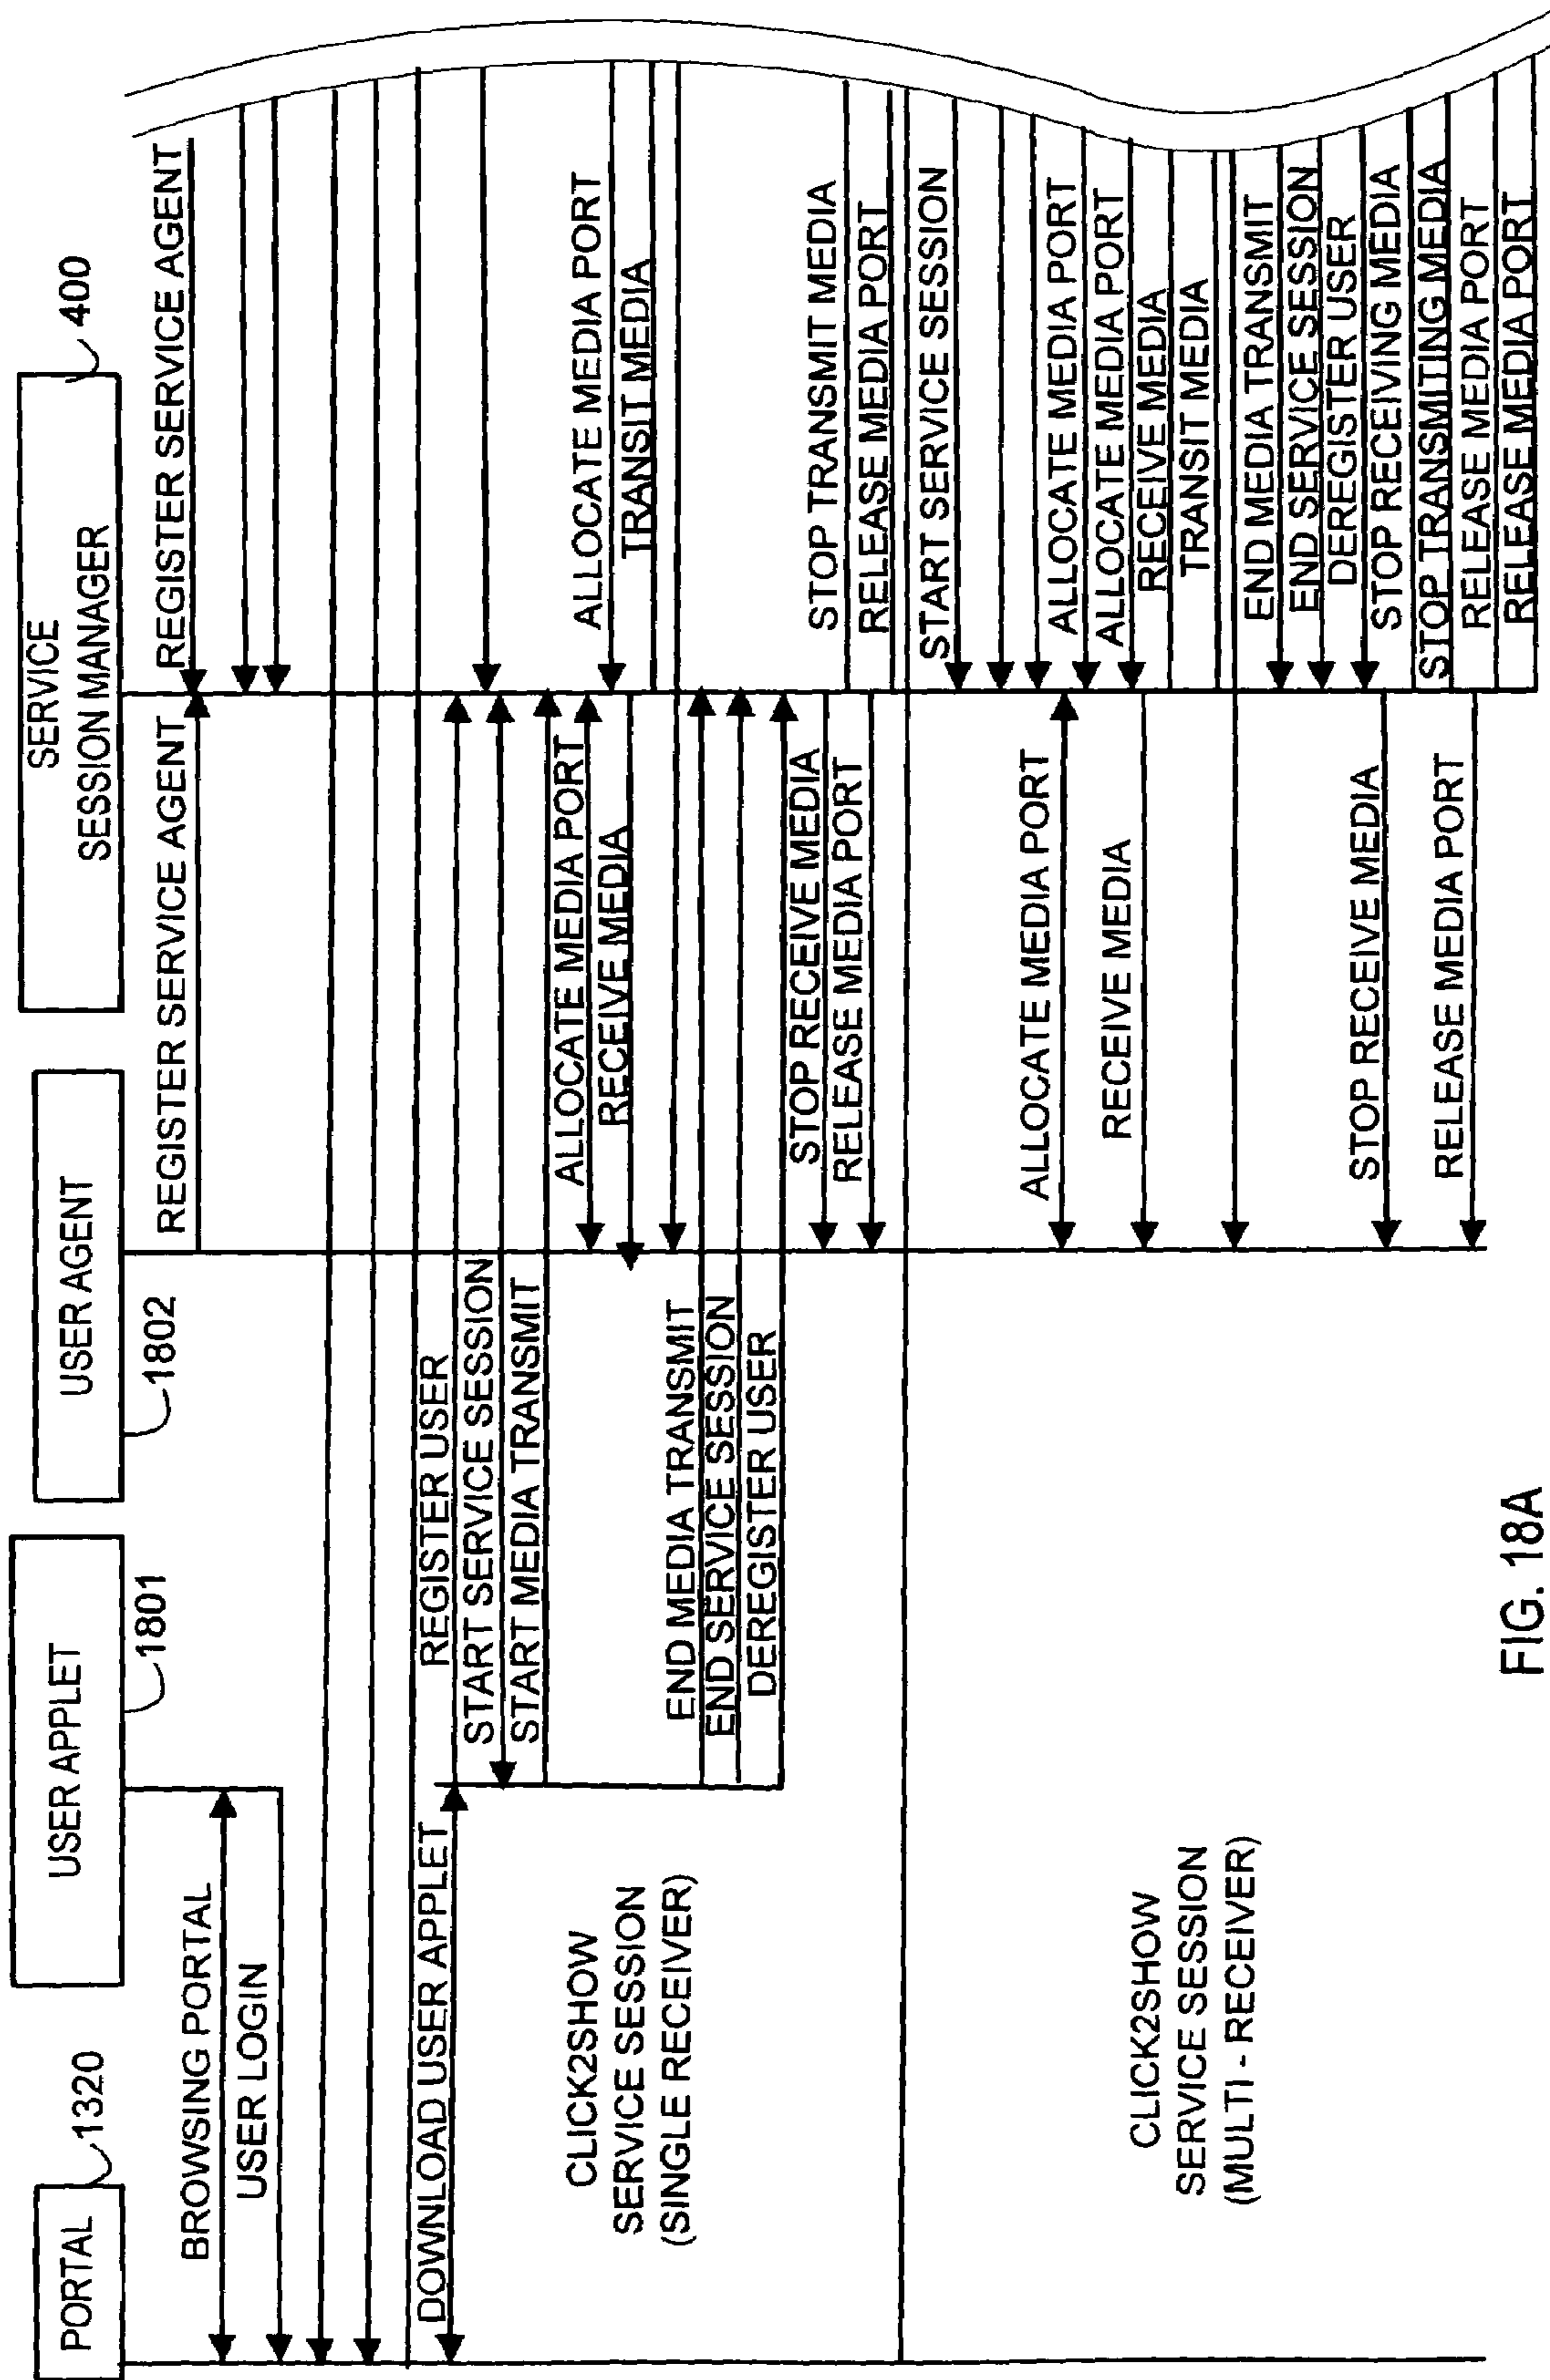 PORTAL
1320
USER APPLET
1801
USER AGENT
1802
SERVICE
SESSION MANAGER
400
BROWSING PORTAL
USER LOGIN
REGISTER SERVICE AGENT
REGISTER SERVICE AGENT
DOWNLOAD USER APPLET
REGISTER USER
START SERVICE SESSION
START MEDIA TRANSMIT
CLICK2SHOW
SERVICE SESSION
(SINGLE RECEIVER)
ALLOCATE MEDIA PORT
RECEIVE MEDIA
ALLOCATE MEDIA PORT
TRANSIT MEDIA
END MEDIA TRANSMIT
END SERVICE SESSION
DEREGISTER USER
STOP RECEIVE MEDIA
RELEASE MEDIA PORT
STOP TRANSMIT MEDIA
RELEASE MEDIA PORT
START SERVICE SESSION
CLICK2SHOW
SERVICE SESSION
(MULTI - RECEIVER)
ALLOCATE MEDIA PORT
RECEIVE MEDIA
ALLOCATE MEDIA PORT
ALLOCATE MEDIA PORT
RECEIVE MEDIA
TRANSIT MEDIA
END MEDIA TRANSMIT
END SERVICE SESSION
DEREGISTER USER
STOP RECEIVE MEDIA
STOP RECEIVING MEDIA
STOP TRANSMITING MEDIA
RELEASE MEDIA PORT
RELEASE MEDIA PORT
RELEASE MEDIA PORT
FIG. 18A